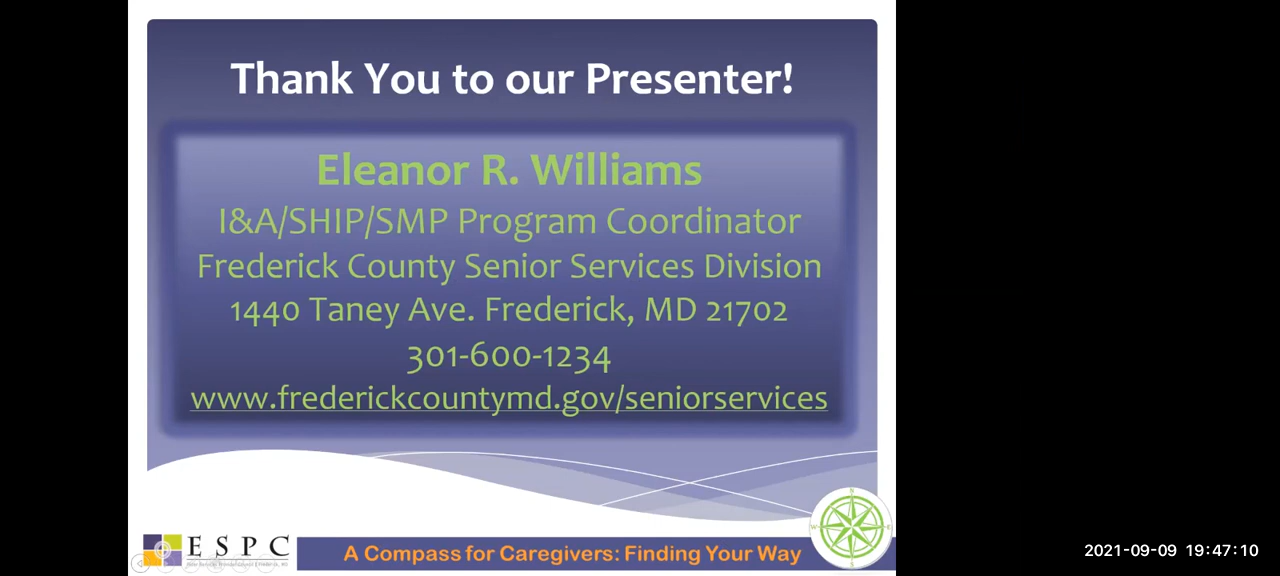 Thank You to our Presenter!
Eleanor R. Williams
I&A/SHIP/SMP Program Coordinator
Frederick County Senior Services Division
1440 Taney Ave. Frederick, MD 21702
301-600-1234
www.frederickcountymd.gov/seniorservices
ESPC
A Compass for Caregivers: Finding Your Way
2021-09-09 19:47:10